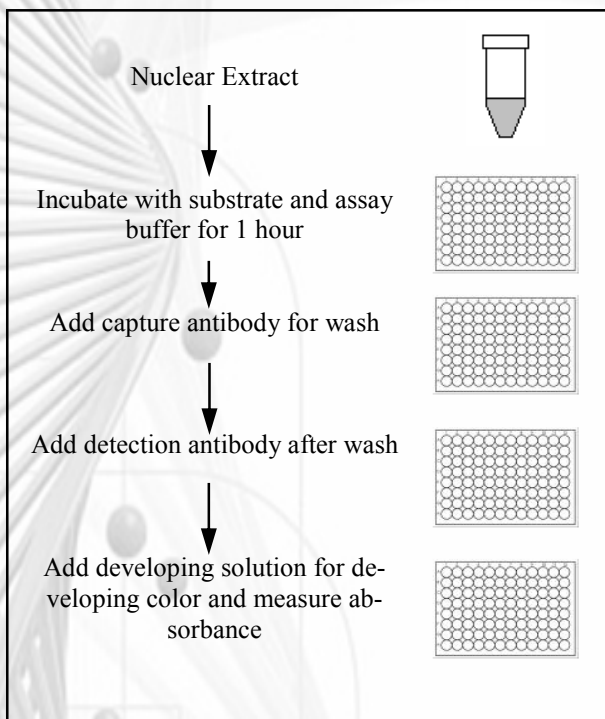 Nuclear Extract
Incubate with substrate and assay
buffer for 1 hour
Add capture antibody for wash
Add detection antibody after wash
Add developing solution for de-
veloping color and measure ab-
sorbance